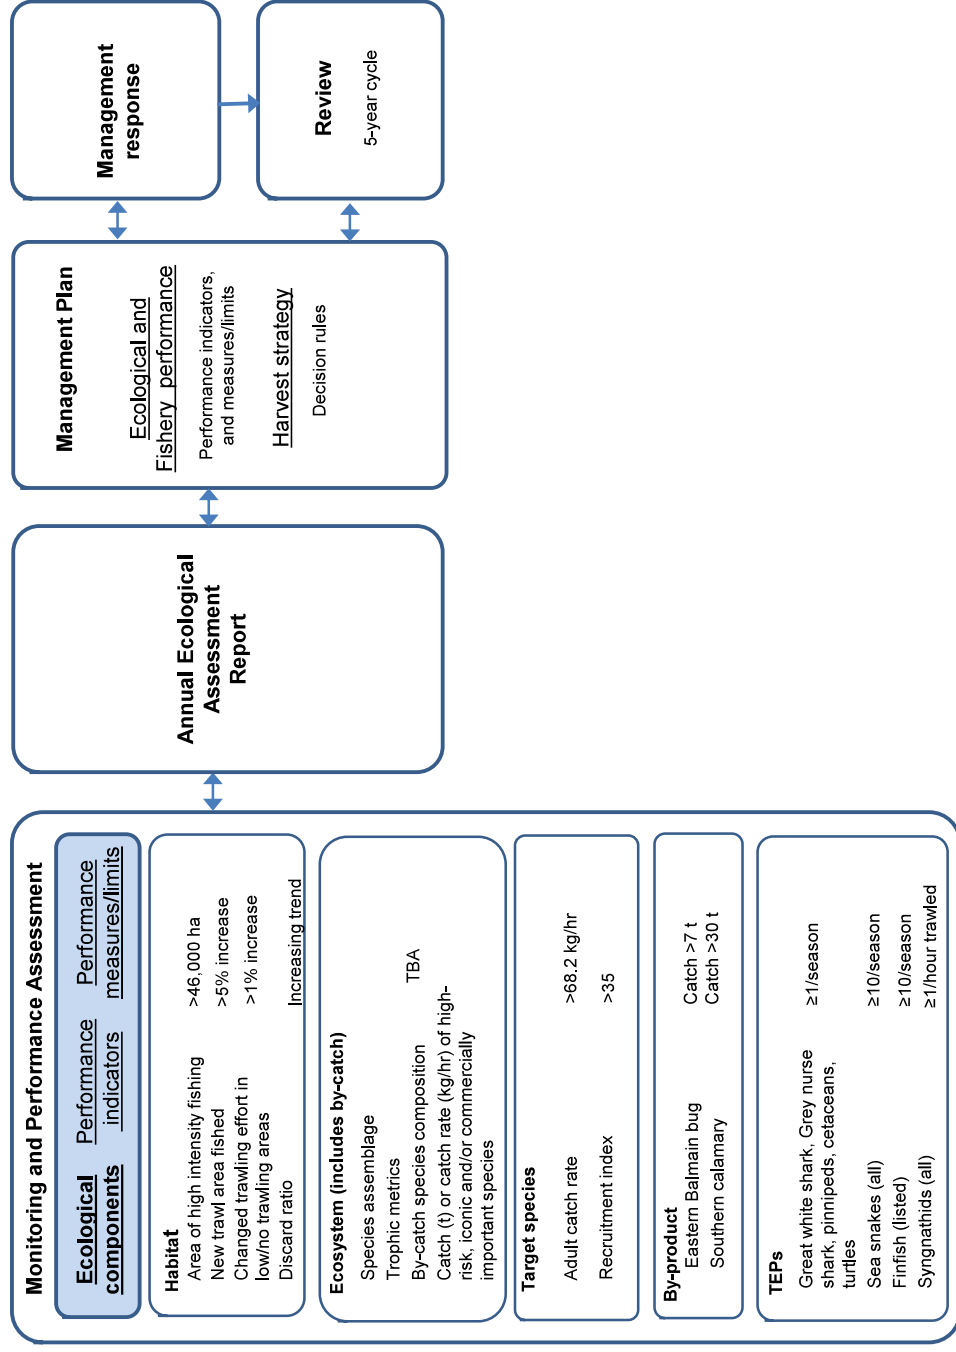 Monitoring and Performance Assessment
Ecological components
Performance indicators
Performance measures/limits
Habitat
Area of high intensity fishing >46,000 ha
New trawl area fished >5% increase
Changed trawling effort in >1% increase
low/no trawling areas
Discard ratio Increasing trend
Ecosystem (includes by-catch)
Species assemblage
Trophic metrics
By-catch species composition TBA
Catch (t) or catch rate (kg/hr) of high-
risk, iconic and/or commercially
important species
Target species
Adult catch rate >68.2 kg/hr
Recruitment index >35
By-product
Eastern Balmain bug Catch >7 t
Southern calamary Catch >30 t
TEPs
Great white shark, Grey nurse ≥1/season
shark, pinnipeds, cetaceans,
turtles
Sea snakes (all) ≥10/season
Finfish (listed) ≥10/season
Syngnathids (all) ≥1/hour trawled
Annual Ecological
Assessment
Report
Management Plan
Ecological and
Fishery performance
Performance indicators,
and measures/limits
Harvest strategy
Decision rules
Management
response
Review
5-year cycle